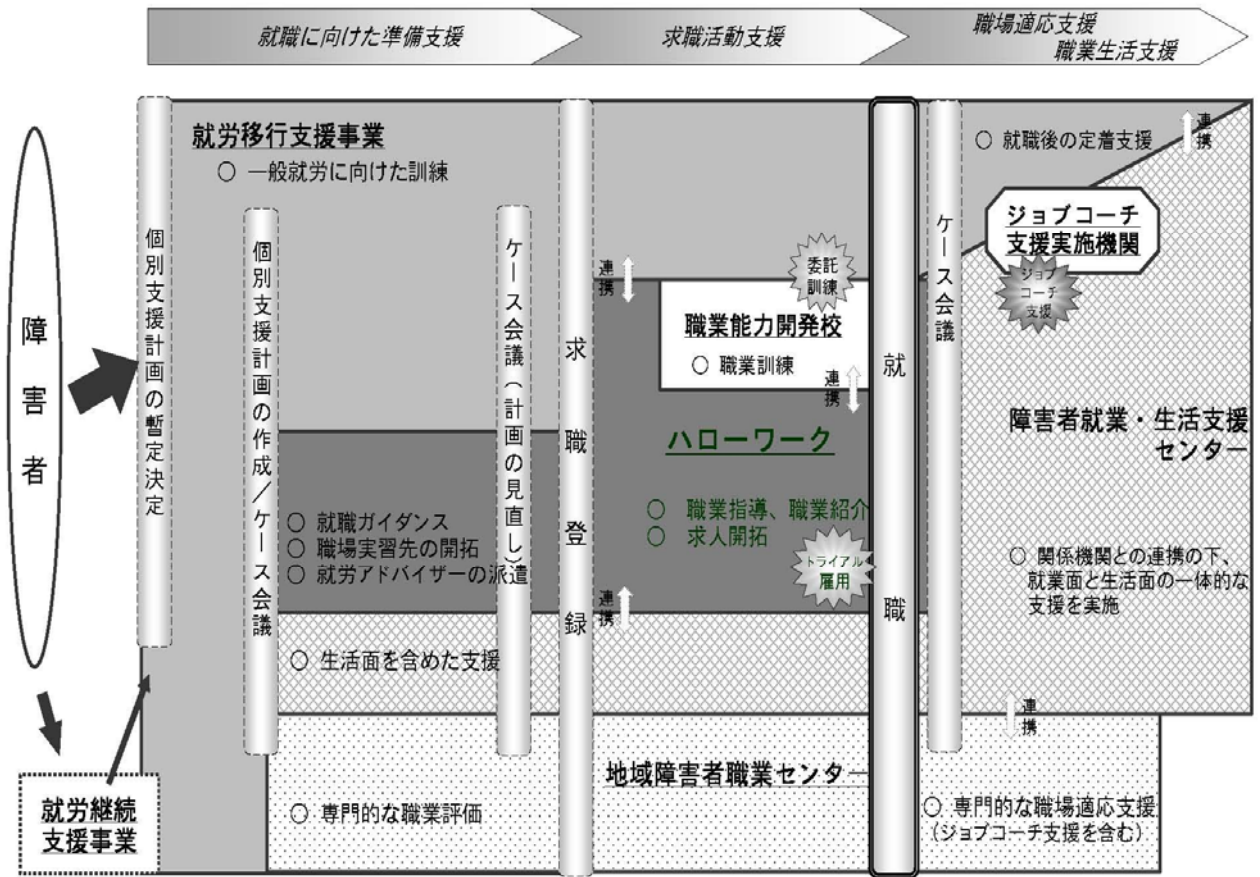 就職に向けた準備支援
求職活動支援
職場適応支援
職業生活支援
障害者
個別支援計画の暫定決定
就労移行支援事業
○ 一般就労に向けた訓練
個別支援計画の作成／ケース会議
ケース会議（計画の見直し）
求職登録
○ 就職ガイダンス
○ 職場実習先の開拓
○ 就労アドバイザーの派遣
○ 生活面を含めた支援
○ 専門的な職業評価
連携
委託
訓練
職業能力開発校
○ 職業訓練
連携
ハローワーク
○ 職業指導、職業紹介
○ 求人開拓
トライアル
雇用
連携
地域障害者職業センター
就職
ケース会議
○ 就職後の定着支援
連携
ジョブコーチ
支援実施機関
ジョブ
コーチ
支援
障害者就業・生活支援
センター
○ 関係機関との連携の下、
就業面と生活面の一体的な
支援を実施
連携
○ 専門的な職場適応支援
（ジョブコーチ支援を含む）
就労継続
支援事業